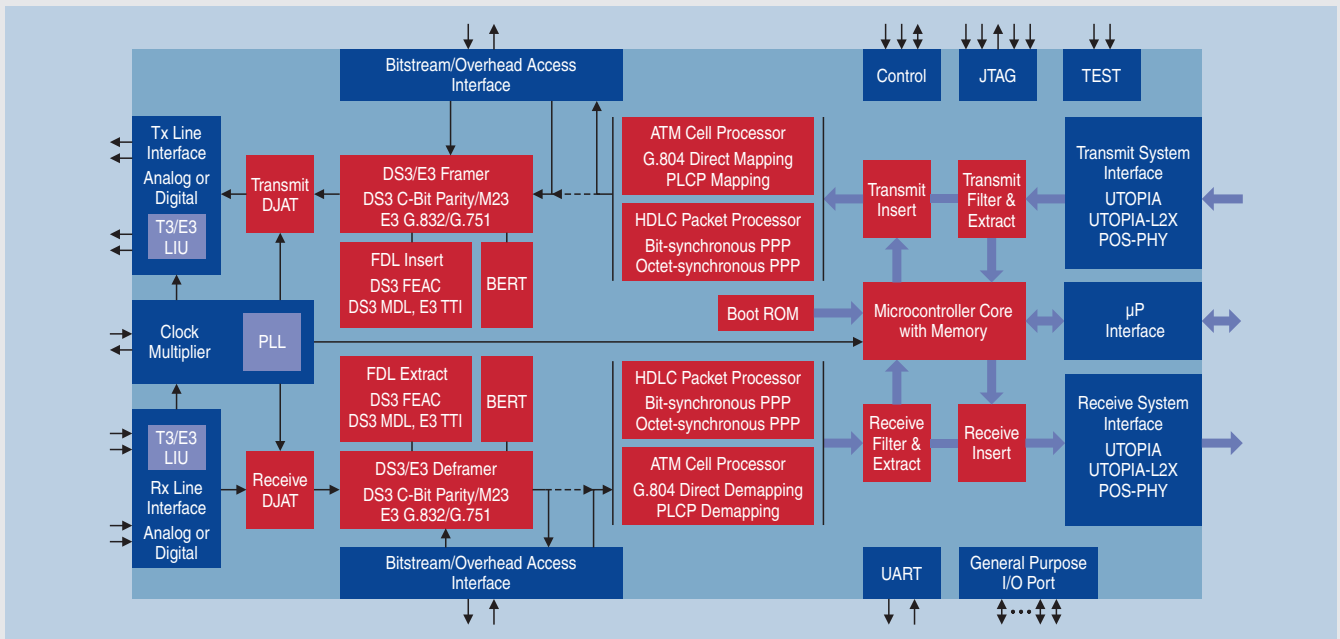 Bitstream/Overhead Access
Interface
Control
JTAG
TEST
Tx Line
Interface
Analog or
Digital
T3/E3
LIU
Transmit
DJAT
DS3/E3 Framer
DS3 C-Bit Parity/M23
E3 G.832/G.751
FDL Insert
DS3 FEAC
DS3 MDL, E3 TTI
BERT
ATM Cell Processor
G.804 Direct Mapping
PLCP Mapping
HDLC Packet Processor
Bit-synchronous PPP
Octet-synchronous PPP
Transmit
Insert
Transmit
Filter &
Extract
Transmit System
Interface
UTOPIA
UTOPIA-L2X
POS-PHY
Clock
Multiplier
PLL
Boot ROM
Microcontroller Core
with Memory
µP
Interface
T3/E3
LIU
Rx Line
Interface
Analog or
Digital
Receive
DJAT
FDL Extract
DS3 FEAC
DS3 MDL, E3 TTI
BERT
DS3/E3 Deframer
DS3 C-Bit Parity/M23
E3 G.832/G.751
HDLC Packet Processor
Bit-synchronous PPP
Octet-synchronous PPP
ATM Cell Processor
G.804 Direct Demapping
PLCP Demapping
Receive
Filter &
Extract
Receive
Insert
Receive System
Interface
UTOPIA
UTOPIA-L2X
POS-PHY
Bitstream/Overhead Access
Interface
UART
General Purpose
I/O Port